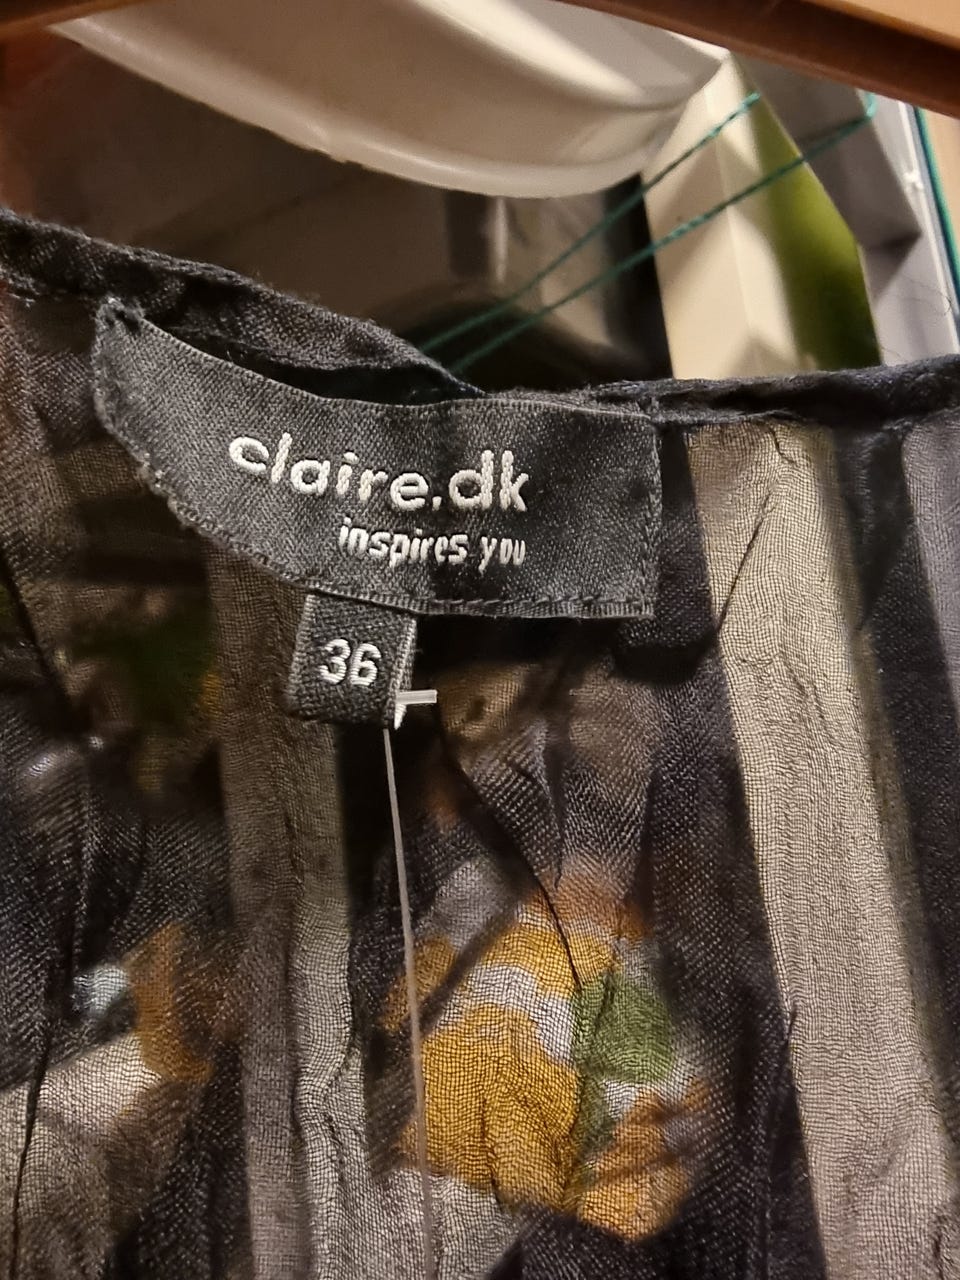 claire.dk
inspires you
36